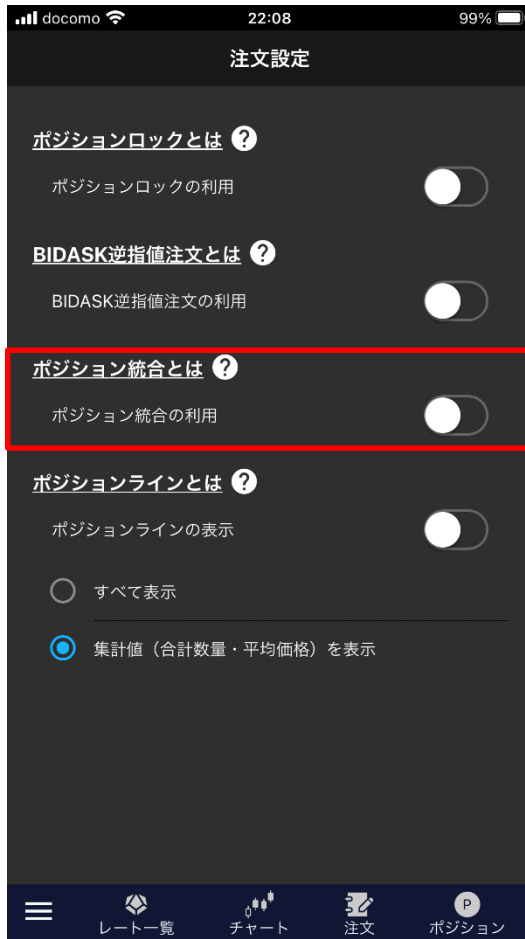 docomo 22:08 99%
注文設定
ポジションロックとは ?
ポジションロックの利用
BIDASK逆指値注文とは ?
BIDASK逆指値注文の利用
ポジション統合とは ?
ポジション統合の利用
ポジションラインとは ?
ポジションラインの表示
すべて表示
集計値（合計数量・平均価格）を表示
P
レート一覧 チャート 注文 ポジション